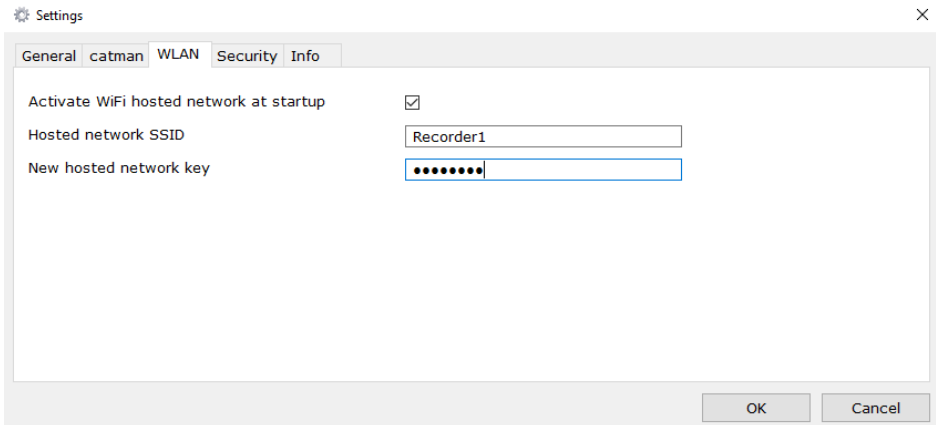 Settings
General catman WLAN Security Info
Activate WiFi hosted network at startup
Hosted network SSID Recorder1
New hosted network key ••••••••
OK Cancel